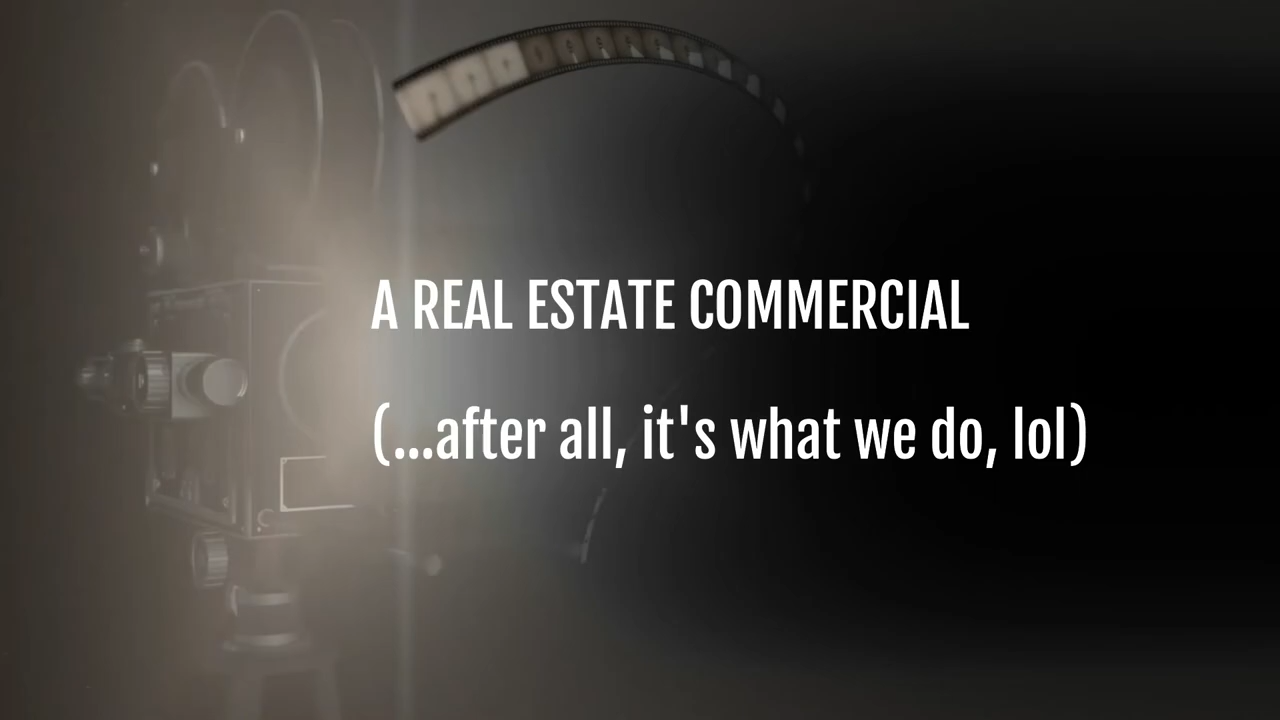 A REAL ESTATE COMMERCIAL
(...after all, it's what we do, lol)